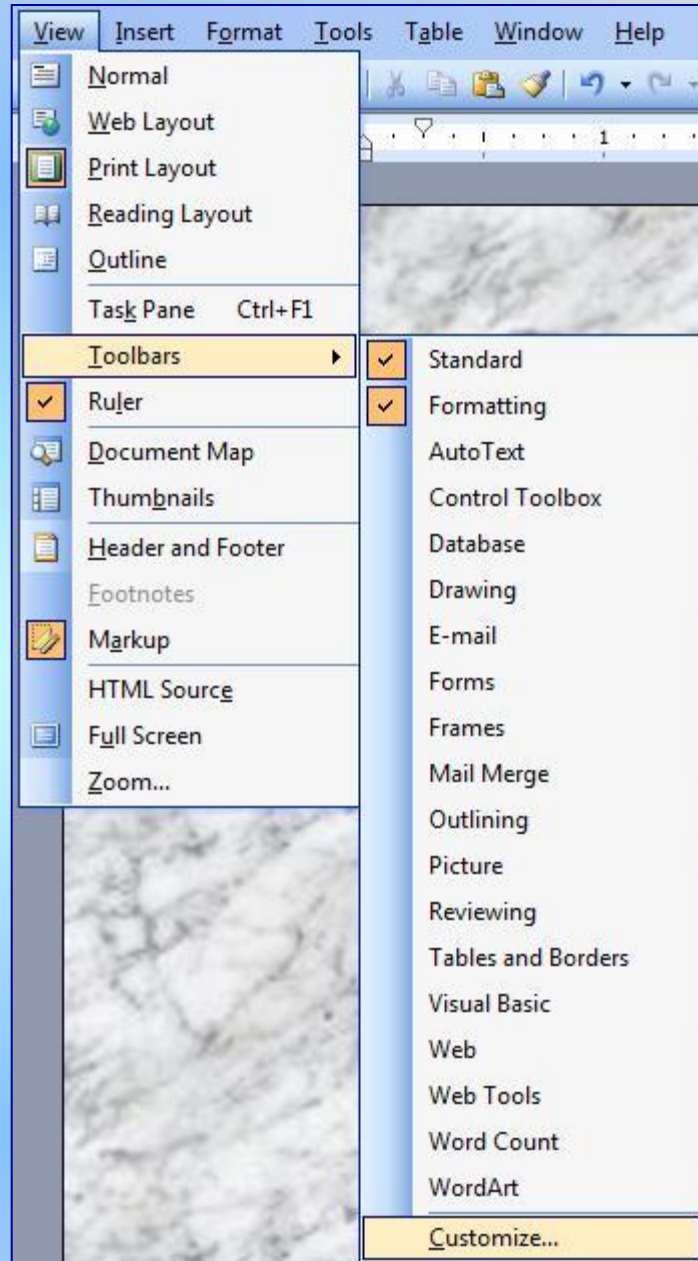 View Insert Format Tools Table Window Help
1
Normal
Web Layout
Print Layout
Reading Layout
Outline
Task Pane Ctrl+F1
Toolbars
Ruler
Document Map
Thumbnails
Header and Footer
Footnotes
Markup
HTML Source
Full Screen
Zoom...
Standard
Formatting
AutoText
Control Toolbox
Database
Drawing
E-mail
Forms
Frames
Mail Merge
Outlining
Picture
Reviewing
Tables and Borders
Visual Basic
Web
Web Tools
Word Count
WordArt
Customize...